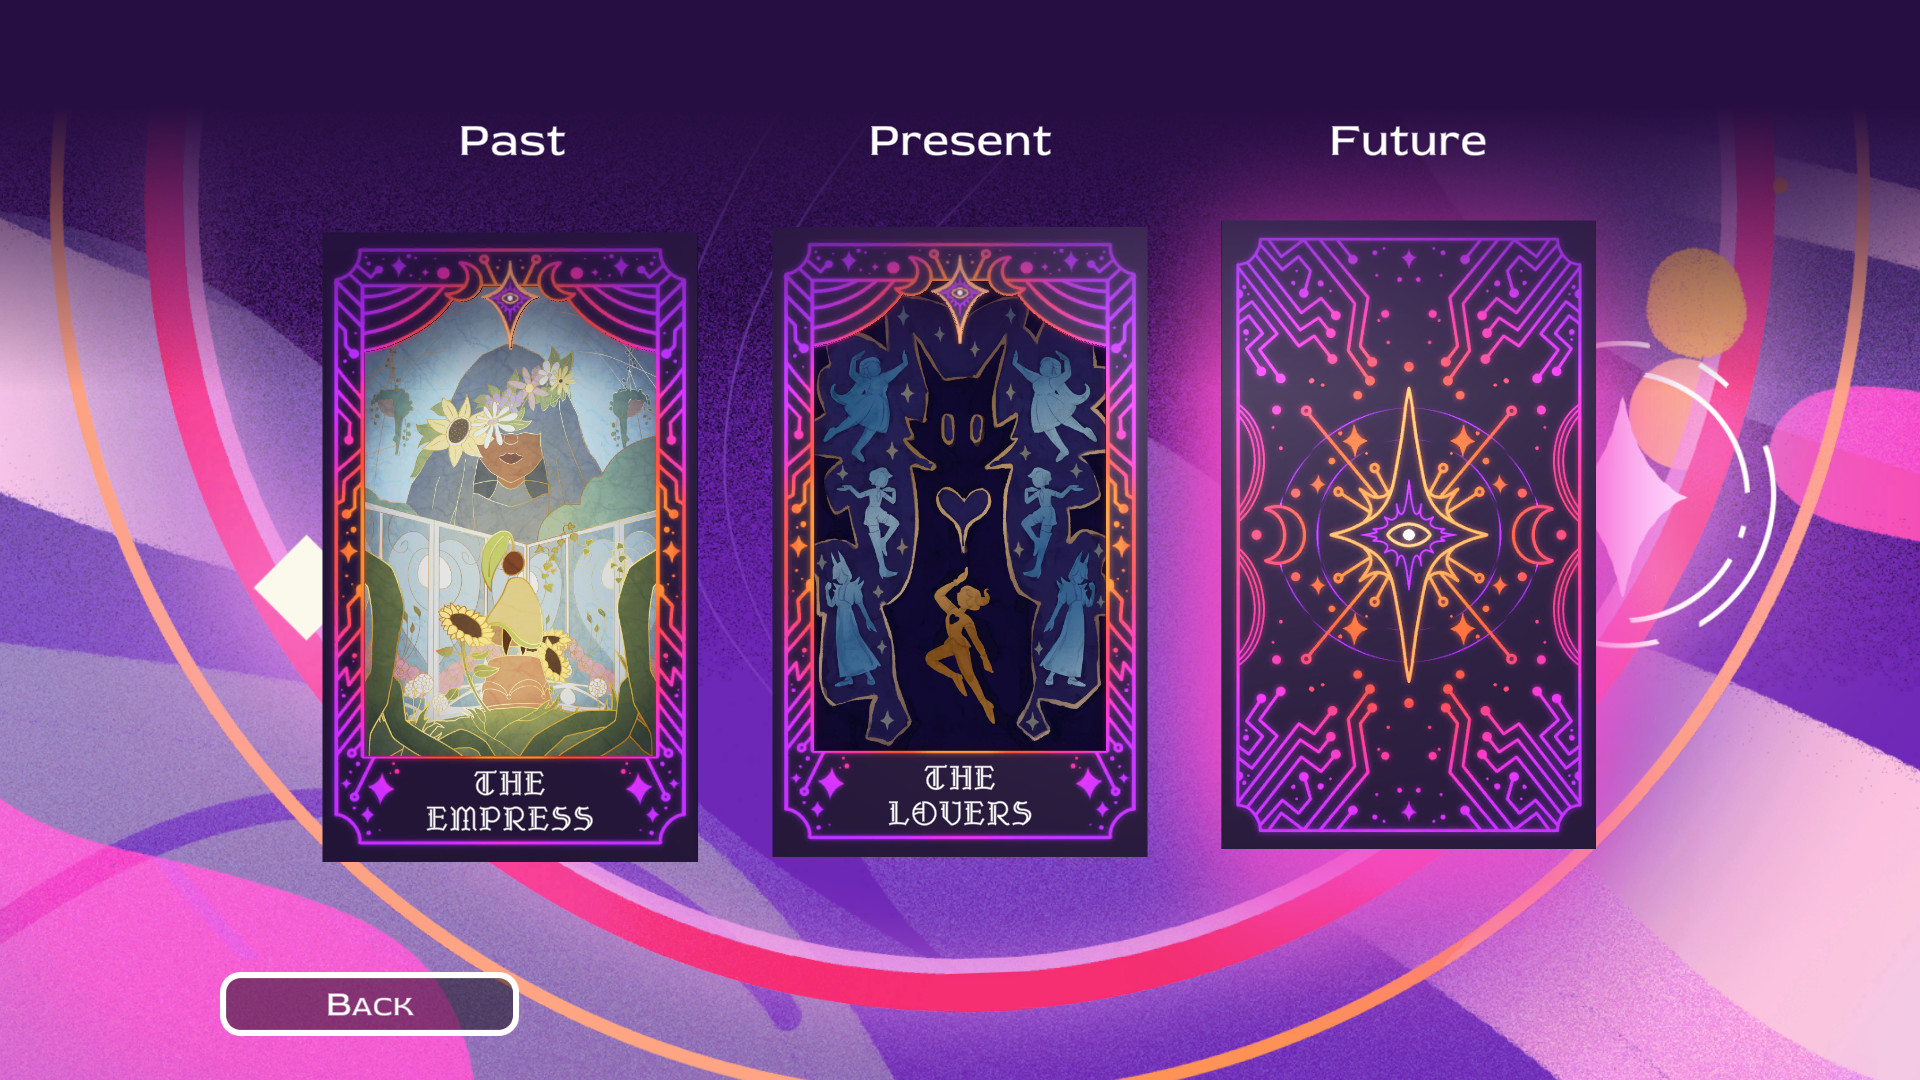 Past
Present
Future
THE
EMPRESS
THE
LOVERS
BACK